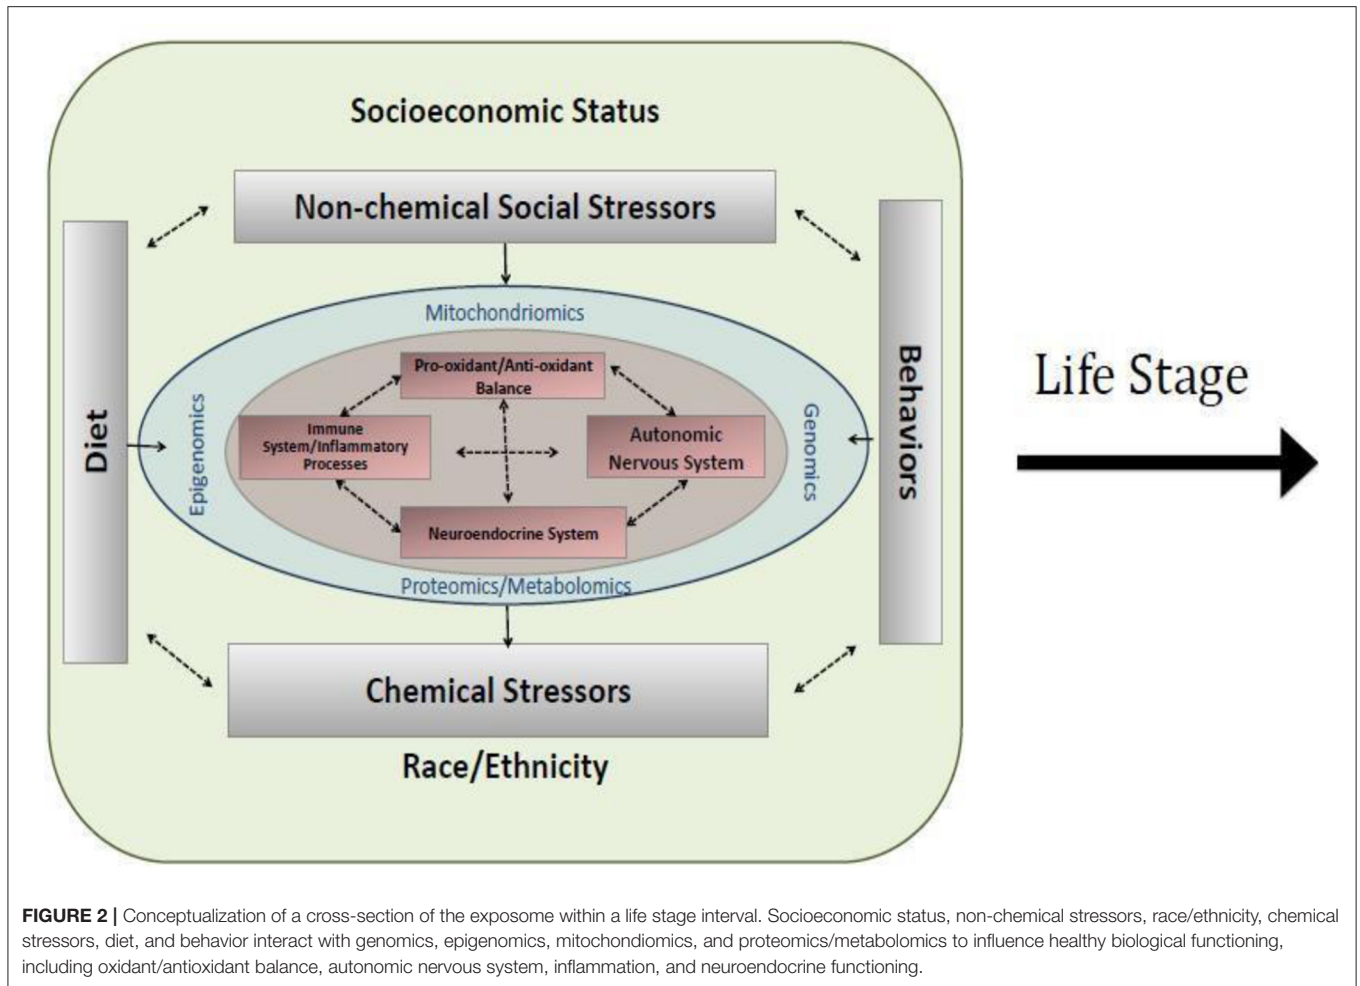 Socioeconomic Status
Non-chemical Social Stressors
Diet
Behaviors
Mitochondriomics
Epigenomics
Genomics
Pro-oxidant/Anti-oxidant
Balance
Immune
System/Inflammatory
Processes
Autonomic
Nervous System
Neuroendocrine System
Proteomics/Metabolomics
Chemical Stressors
Race/Ethnicity
Life Stage
FIGURE 2 | Conceptualization of a cross-section of the exposome within a life stage interval. Socioeconomic status, non-chemical stressors, race/ethnicity, chemical
stressors, diet, and behavior interact with genomics, epigenomics, mitochondiomics, and proteomics/metabolomics to influence healthy biological functioning,
including oxidant/antioxidant balance, autonomic nervous system, inflammation, and neuroendocrine functioning.